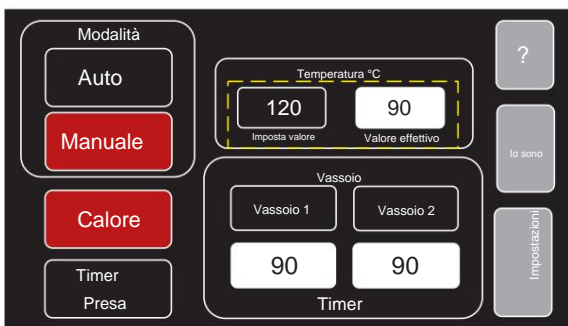 Modalità
Auto
Manuale
Calore
Timer
Presa
Temperatura °C
120
90
Imposta valore
Valore effettivo
Vassoio
Vassoio 1
Vassoio 2
90
90
Timer
?
Io sono
Impostazioni